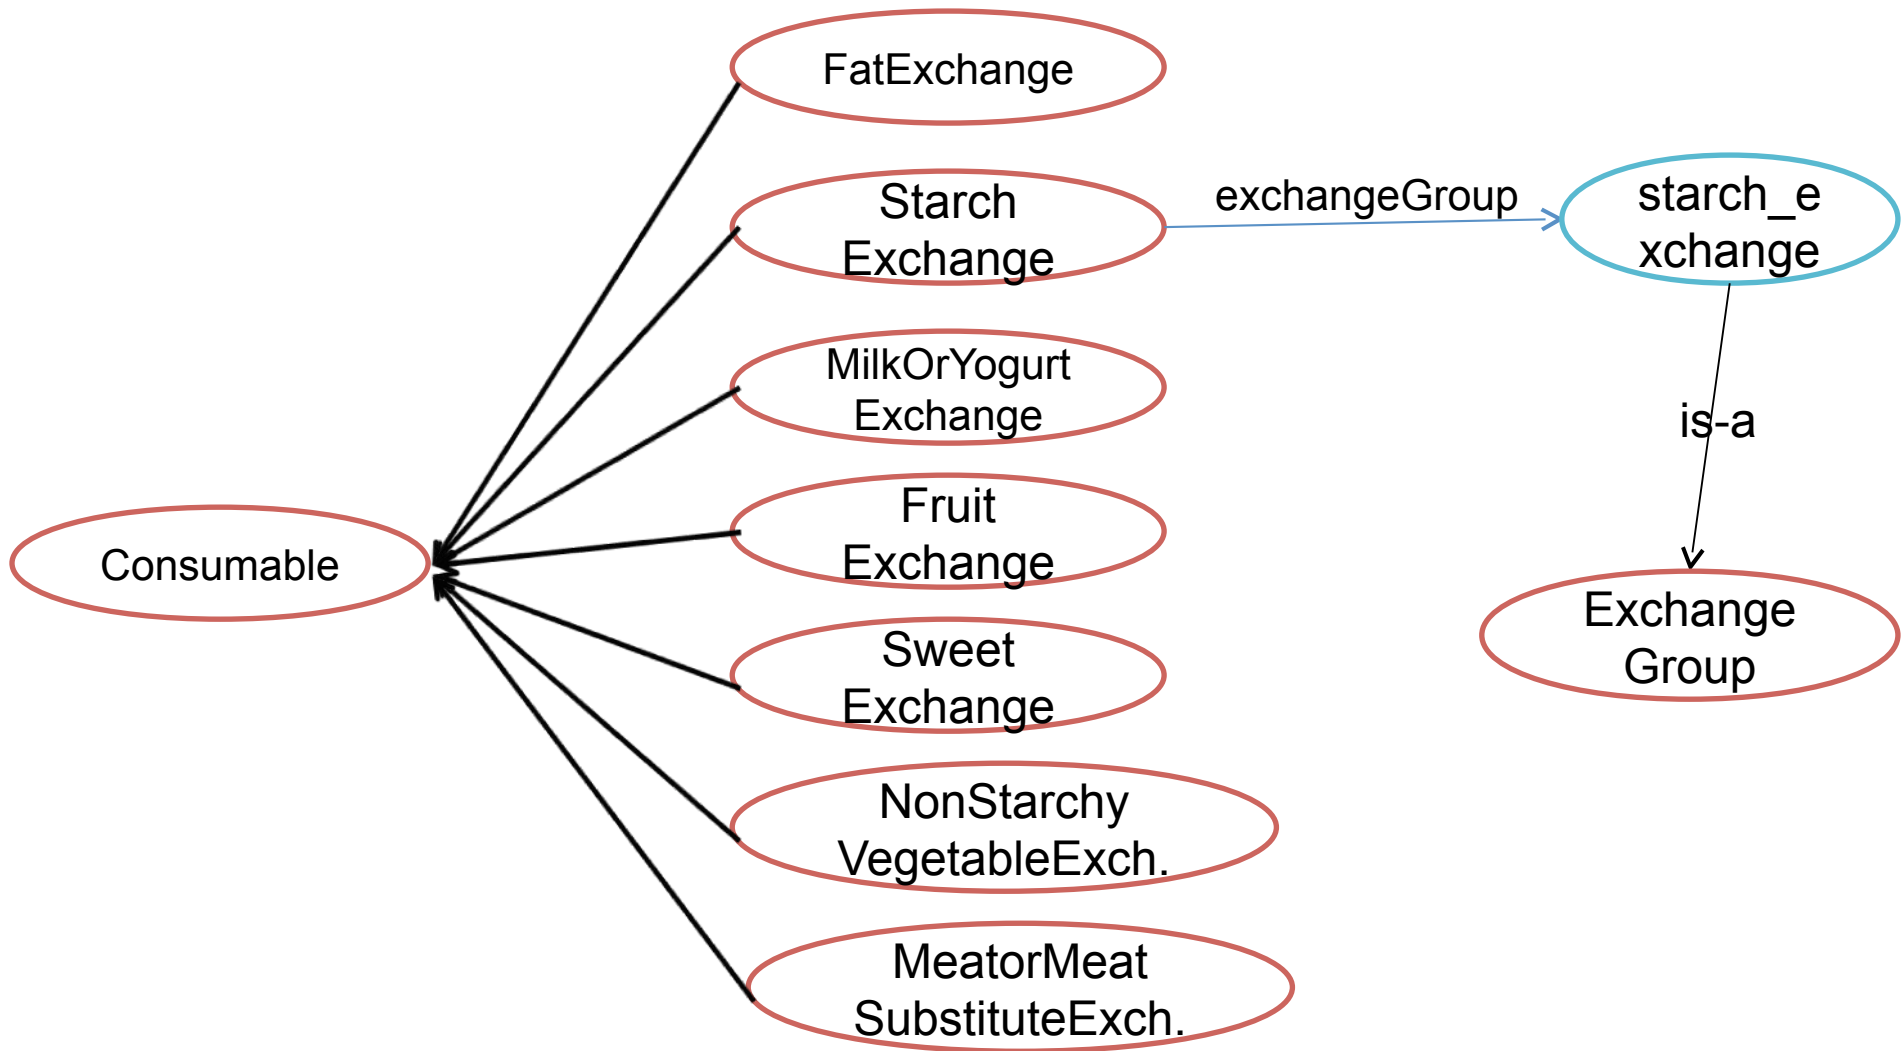 FatExchange
Starch
Exchange
exchangeGroup
starch_e
xchange
MilkOrYogurt
Exchange
is-a
Fruit
Exchange
Consumable
Exchange
Group
Sweet
Exchange
NonStarchy
VegetableExch.
MeatorMeat
SubstituteExch.